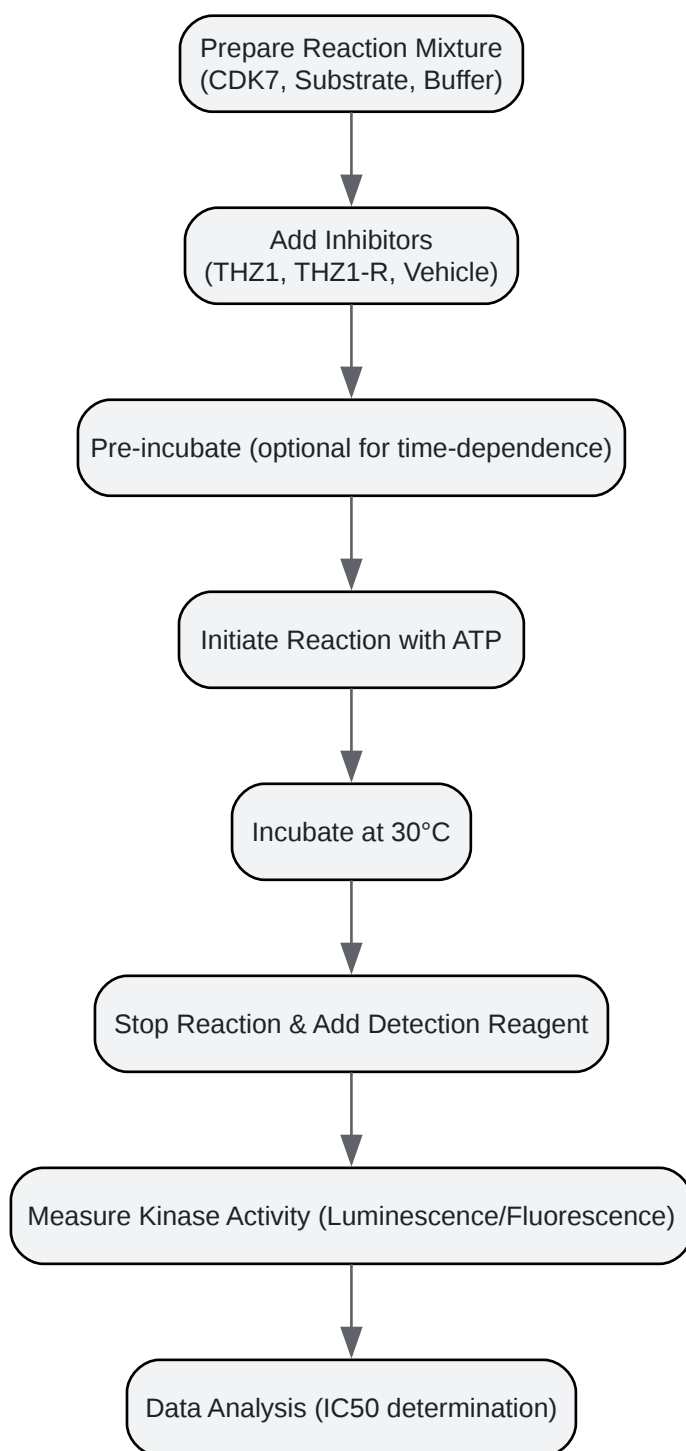 Prepare Reaction Mixture
(CDK7, Substrate, Buffer)
Add Inhibitors
(THZ1, THZ1-R, Vehicle)
Pre-incubate (optional for time-dependence)
Initiate Reaction with ATP
Incubate at 30°C
Stop Reaction & Add Detection Reagent
Measure Kinase Activity (Luminescence/Fluorescence)
Data Analysis (IC50 determination)